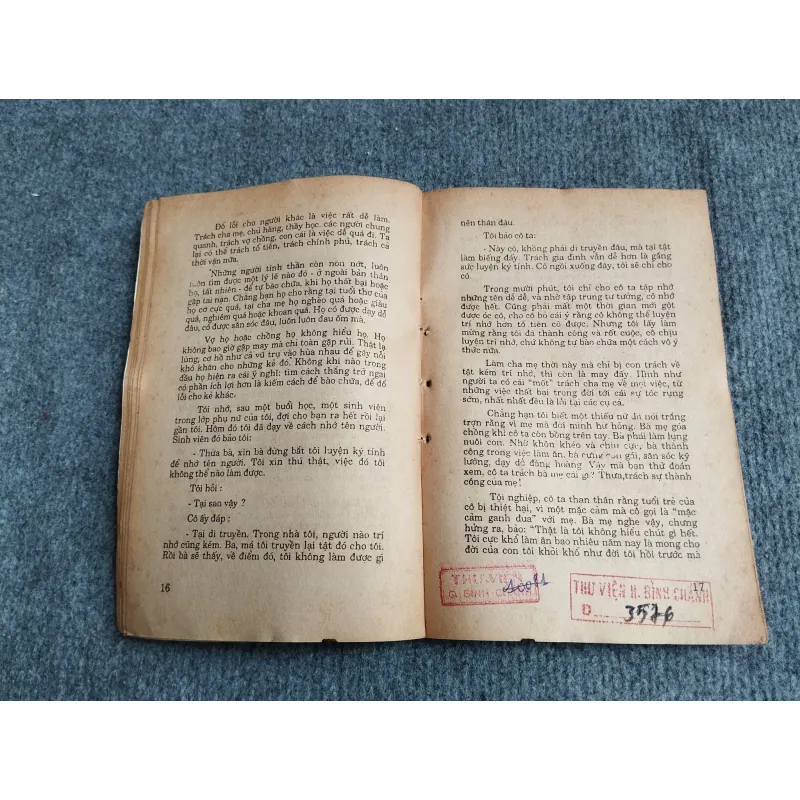 Đổ lỗi cho người khác là việc rất dễ làm.
Trách cha mẹ, chủ hãng, thầy học. các người chung
quanh, trách vợ chồng, con cái là việc dễ quá đi. Ta
lại có thể trách tổ tiên, trách chính phủ, trách cả
thời vận nữa.
Những người tinh thần còn non nớt, luôn
luôn tìm được một lý lẽ nào đó - ở ngoài bản thân
họ, tất nhiên - để tự bào chữa, khi họ thất bại hoặc
gặp tai nạn. Chẳng hạn họ cho rằng tại tuổi thơ của
họ cơ cực quá, tại cha mẹ họ nghèo quá hoặc giàu
quá, nghiêm quá hoặc khoan quá. Họ có được dạy dỗ
đâu, có được săn sóc đâu, luôn luôn đau ốm mà.
Vợ họ hoặc chồng họ không hiểu họ. Họ
không bao giờ gặp may mà chỉ toàn gặp rủi. Thật lạ
lùng, cơ hồ như cả vũ trụ vào hùa nhau để gây nỗi
khó khăn cho những kẻ đó. Không khi nào trong
đầu họ hiện ra cái ý nghĩ: tìm cách thắng trở ngại
có phần ích lợi hơn là kiếm cách để bào chữa, để đổ
lỗi cho kẻ khác.
Tôi nhớ, sau một buổi học, một sinh viên
trong lớp phụ nữ của tôi, đợi cho bạn ra hết rồi lại
gần tôi. Hôm đó tôi đã dạy về cách nhớ tên người.
Sinh viên đó bảo tôi:
- Thưa bà, xin bà đừng bắt tôi luyện ký tính
để nhớ tên người. Tôi xin thú thật, việc đó tôi
không thể nào làm được.
Tôi hỏi :
- Tại sao vậy ?
Cô ấy đáp :
- Tại di truyền. Trong nhà tôi, người nào trí
nhớ cũng kém. Ba, má tôi truyền lại tật đó cho tôi.
Rồi bà sẽ thấy, về điểm đó, tôi không làm được gì
16
nên thân đâu.
Tôi bảo cô ta:
- Này cô, không phải di truyền đâu, mà tại tật
làm biếng đấy. Trách gia đình vẫn dễ hơn là gắng
sức luyện ký tính. Cô ngồi xuống đây, tôi sẽ chỉ cho
cô.
Trong mười phút, tôi chỉ cho cô ta tập nhớ
những tên dễ dễ, và nhờ tập trung tư tưởng, cô nhớ
được hết. Cũng phải mất một thời gian mới gột
được óc cô, cho cô bỏ cái ý rằng cô không thể luyện
trí nhớ hơn tổ tiên cô được. Nhưng tôi lấy làm
mừng rằng tôi đã thành công và rốt cuộc, cô chịu
luyện trí nhớ, chứ không tự bào chữa một cách vô ý
thức nữa.
Làm cha mẹ thời này mà chỉ bị con trách về
tật kém trí nhớ, thì còn là may đấy. Hình như
người ta có cái “mốt” trách cha mẹ về mọi việc, từ
những việc thất bại trong đời tới cái sự tóc rụng
sớm, nhất nhất đều là lỗi tại các cụ cả.
Chẳng hạn tôi biết một thiếu nữ ăn nói trắng
trợn rằng vì mẹ mà đời mình hư hỏng. Bà mẹ góa
chồng khi cô ta còn bồng trên tay. Bà phải làm lụng
nuôi con. Nhờ khôn khéo và chịu cực, bà thành
công trong việc làm ăn, bà cưng con gái, săn sóc kỹ
lưỡng, dạy dỗ đàng hoàng. Vậy mà bạn thử đoán
xem, cô ta trách bà mẹ cái gì? Thưa, trách sự thành
công của mẹ!
Tội nghiệp, cô ta than thân rằng tuổi trẻ của
cô bị thiệt hại, vì một mặc cảm mà cô gọi là “mặc
cảm ganh đua” với mẹ. Bà mẹ nghe vậy, chưng
hửng ra, bảo: “Thật là tôi không hiểu chút gì hết.
Tôi cực khổ làm ăn bao nhiêu năm nay là mong cho
đời của con tôi khỏi khổ như đời tôi hồi trước mà
17
THƯ VIỆN
THƯ VIỆN H. BÌNH CHÁNH
Đ 3576